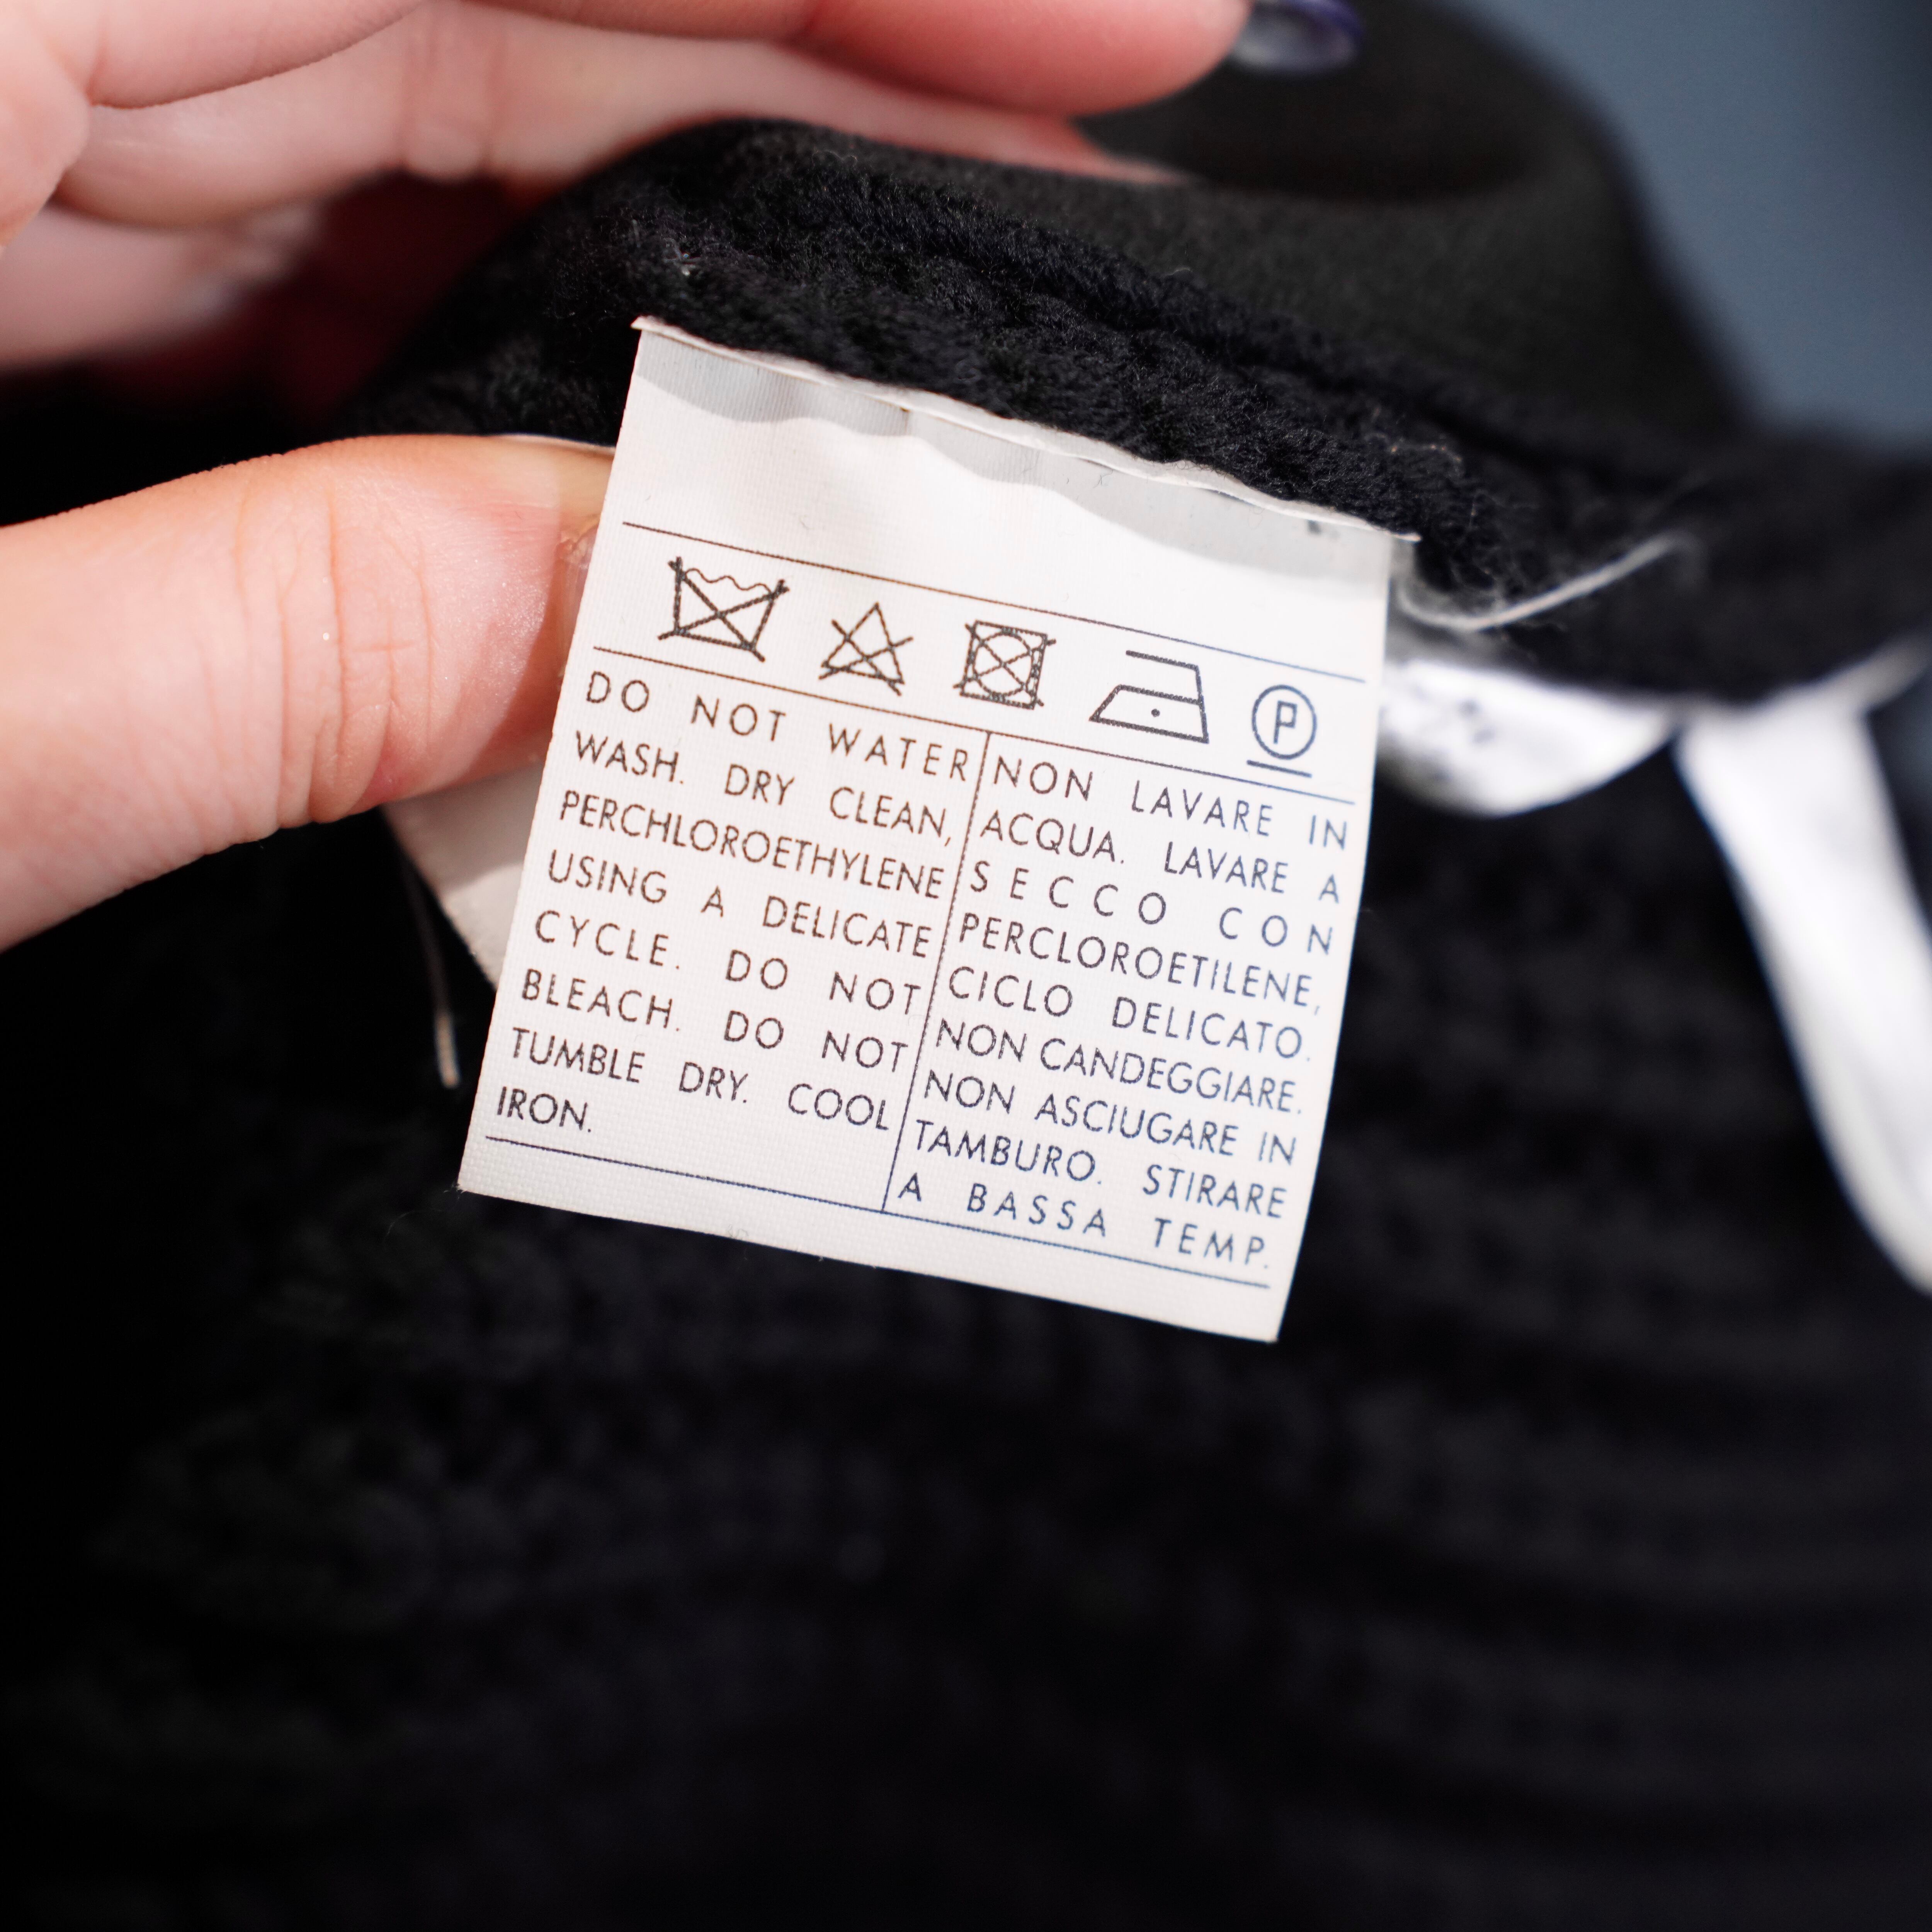 P
DO NOT WATER
WASH. DRY CLEAN,
PERCHLOROETHYLENE
USING A DELICATE
CYCLE. DO NOT
BLEACH. DO NOT
TUMBLE DRY. COOL
IRON.
NON LAVARE IN
ACQUA. LAVARE A
SECCO CON
PERCLOROETILENE,
CICLO DELICATO.
NON CANDEGGIARE.
NON ASCIUGARE IN
TAMBURO. STIRARE
A BASSA TEMP.